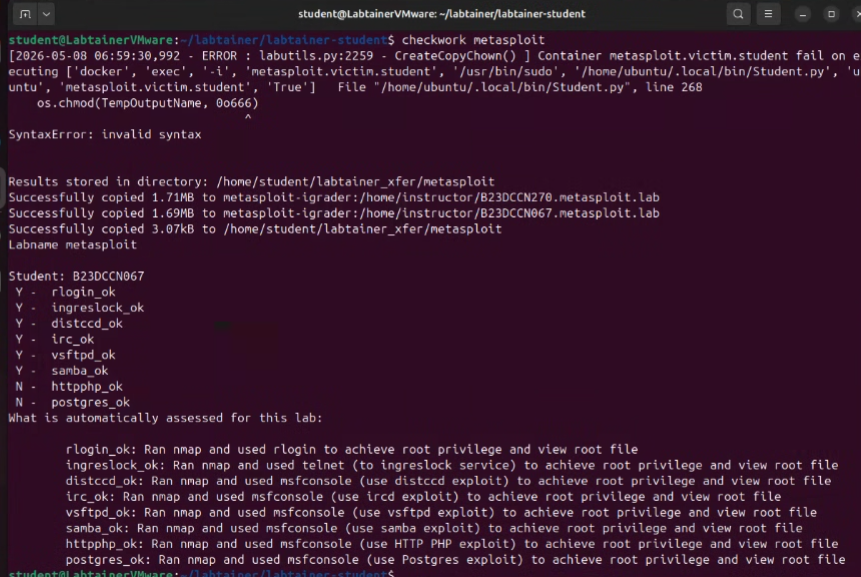 student@LabtainerVMware: ~/labtainer/labtainer-student
student@LabtainerVMware:~/labtainer/labtainer-student$ checkwork metasploit
[2026-05-08 06:59:30,992 - ERROR : labutils.py:2259 - CreateCopyChown() ] Container metasploit.victim.student fail on ex
ecuting ['docker', 'exec', '-i', 'metasploit.victim.student', '/usr/bin/sudo', '/home/ubuntu/.local/bin/Student.py', 'ub
untu', 'metasploit.victim.student', 'True']   File "/home/ubuntu/.local/bin/Student.py", line 268
    os.chmod(TempOutputName, 0o666)
                                 ^
SyntaxError: invalid syntax
Results stored in directory: /home/student/labtainer_xfer/metasploit
Successfully copied 1.71MB to metasploit-igrader:/home/instructor/B23DCCN270.metasploit.lab
Successfully copied 1.69MB to metasploit-igrader:/home/instructor/B23DCCN067.metasploit.lab
Successfully copied 3.07kB to /home/student/labtainer_xfer/metasploit
Labname metasploit
Student: B23DCCN067
Y -  rlogin_ok
Y -  ingreslock_ok
Y -  distccd_ok
Y -  irc_ok
Y -  vsftpd_ok
Y -  samba_ok
N -  httpphp_ok
N -  postgres_ok
What is automatically assessed for this lab:
rlogin_ok: Ran nmap and used rlogin to achieve root privilege and view root file
ingreslock_ok: Ran nmap and used telnet (to ingreslock service) to achieve root privilege and view root file
distccd_ok: Ran nmap and used msfconsole (use distccd exploit) to achieve root privilege and view root file
irc_ok: Ran nmap and used msfconsole (use ircd exploit) to achieve root privilege and view root file
vsftpd_ok: Ran nmap and used msfconsole (use vsftpd exploit) to achieve root privilege and view root file
samba_ok: Ran nmap and used msfconsole (use samba exploit) to achieve root privilege and view root file
httpphp_ok: Ran nmap and used msfconsole (use HTTP PHP exploit) to achieve root privilege and view root file
postgres_ok: Ran nmap and used msfconsole (use Postgres exploit) to achieve root privilege and view root file
student@LabtainerVMware:~/labtainer/labtainer-student$